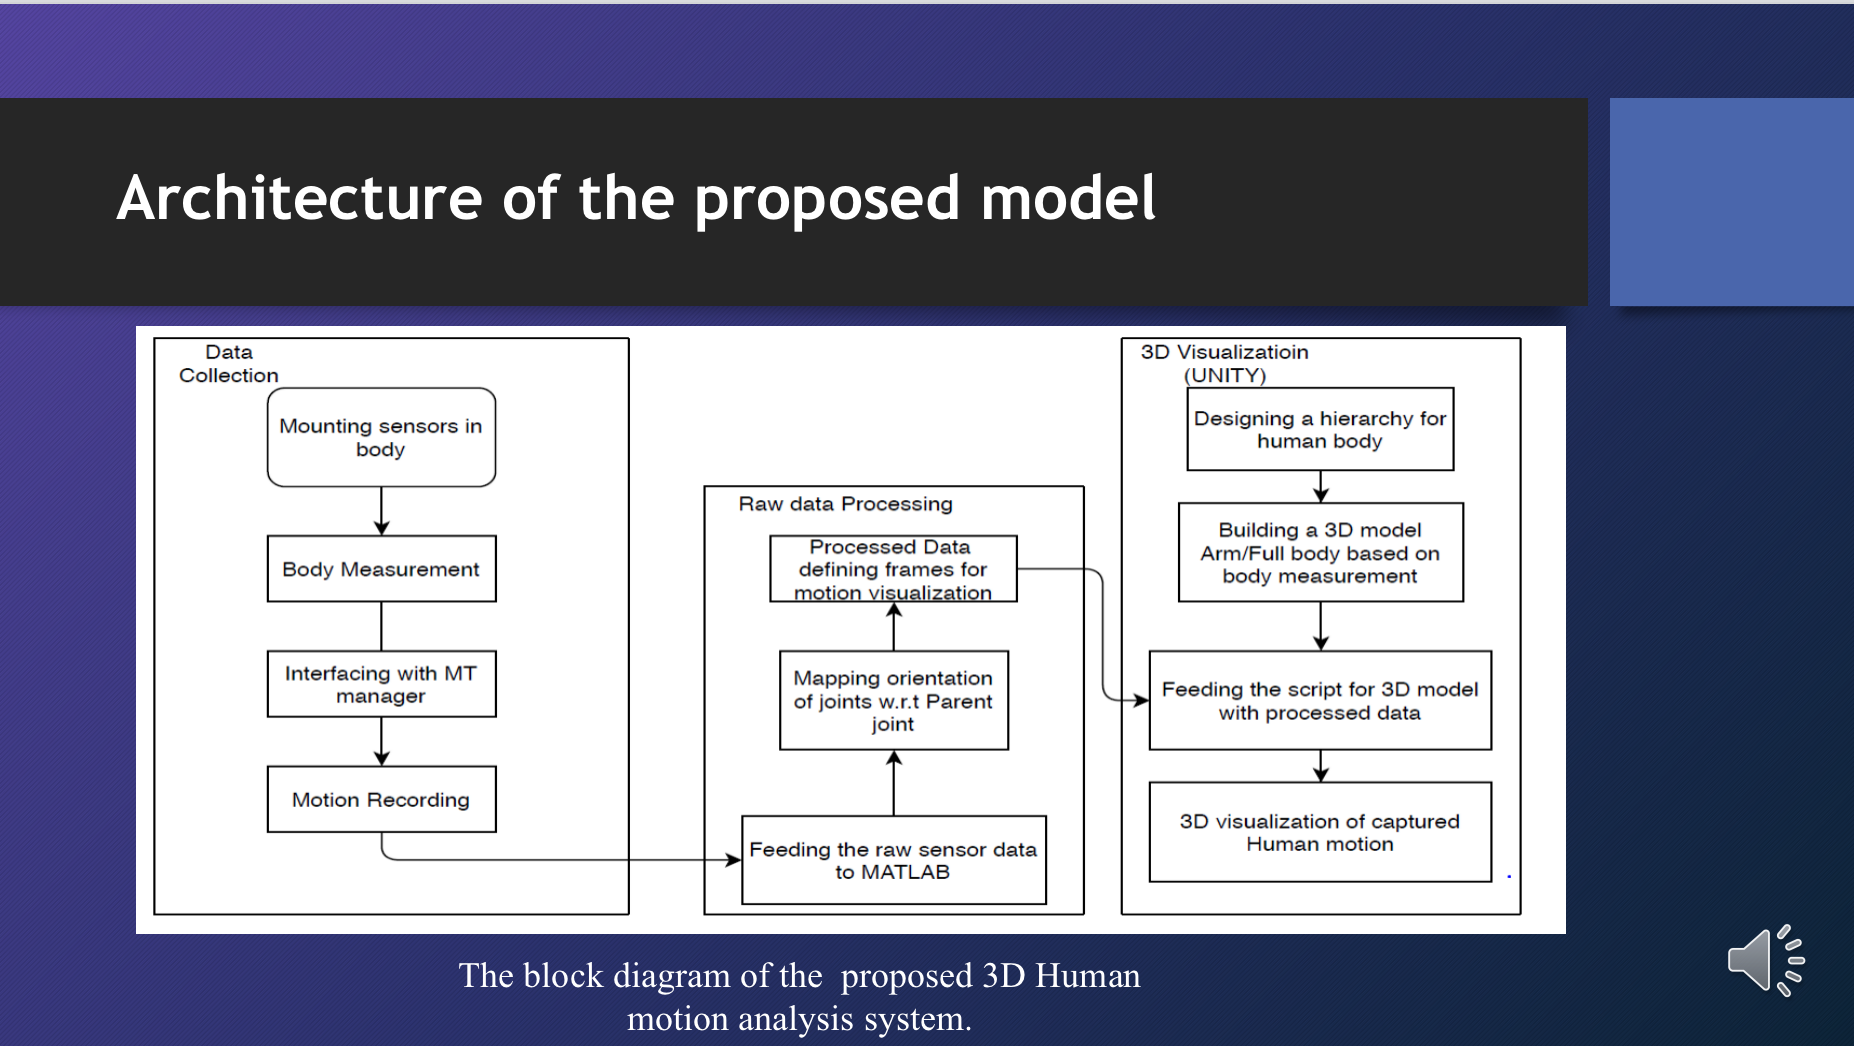 Architecture of the proposed model
Data
Collection
Mounting sensors in
body
Body Measurement
Interfacing with MT
manager
Motion Recording
Raw data Processing
Processed Data
defining frames for
motion visualization
Mapping orientation
of joints w.r.t Parent
joint
Feeding the raw sensor data
to MATLAB
3D Visualizatioin
(UNITY)
Designing a hierarchy for
human body
Building a 3D model
Arm/Full body based on
body measurement
Feeding the script for 3D model
with processed data
3D visualization of captured
Human motion
.
The block diagram of the  proposed 3D Human
motion analysis system.